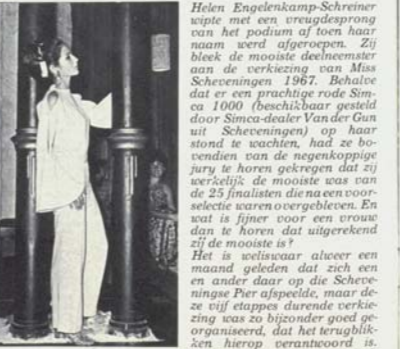 Helen Engelenkamp-Schreiner
wipte met een vreugdesprong
van het podium af toen haar
naam werd afgeroepen. Zij
bleek de mooiste deelneemster
aan de verkiezing van Miss
Scheveningen 1967. Behalve
dat er een prachtige rode Sim-
ca 1000 (beschikbaar gesteld
door Simca-dealer Van der Gun
uit Scheveningen) op haar
stond te wachten, had ze bo-
vendien van de negenkoppige
jury te horen gekregen dat zij
werkelijk de mooiste was van
de 25 finalisten die na een voor-
selectie waren overgebleven. En
wat is fijner voor een vrouw
dan te horen dat uitgerekend
zij de mooiste is?
Het is weliswaar alweer een
maand geleden dat zich een
en ander daar op die Scheve-
ningse Pier afspeelde, maar de-
ze vijf etappes durende verkie-
zing was zo bijzonder goed ge-
organiseerd, dat het terugblik-
ken hierop verantwoord is.